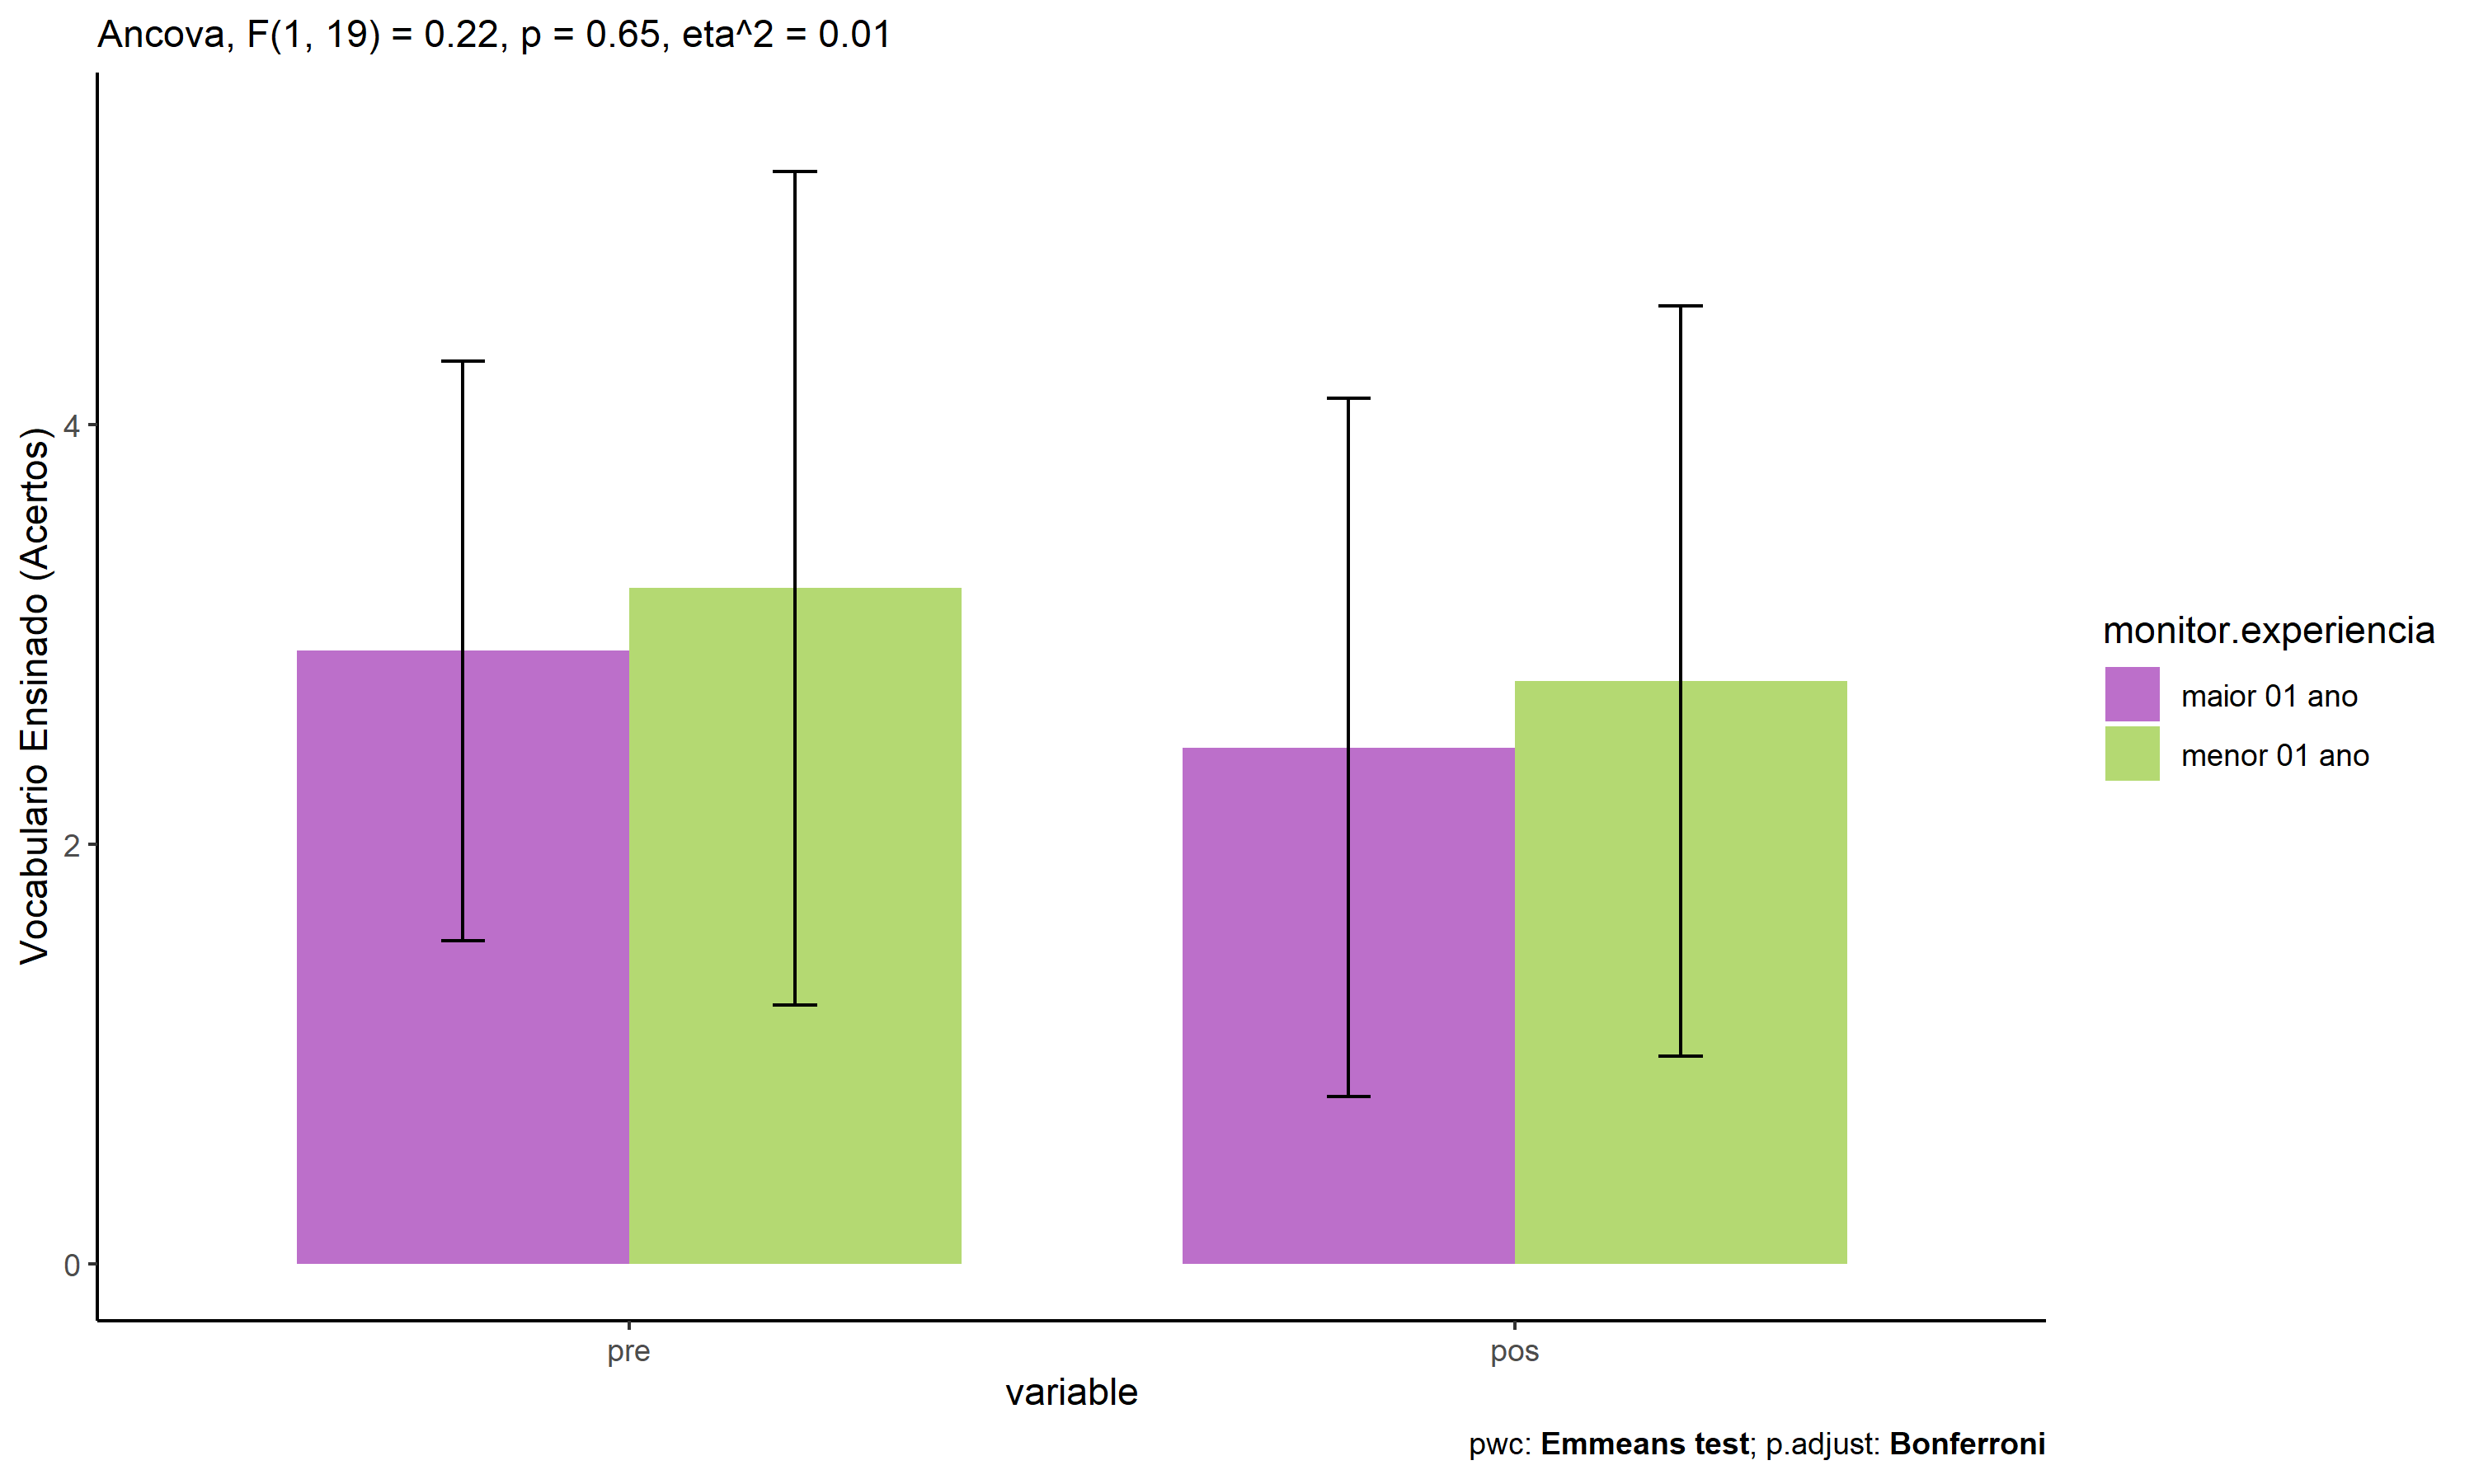 Ancova, F(1, 19) = 0.22, p = 0.65, eta^2 = 0.01
Vocabulario Ensinado (Acertos)
4
2
0
pre
pos
variable
monitor.experiencia
maior 01 ano
menor 01 ano
pwc: Emmeans test; p.adjust: Bonferroni